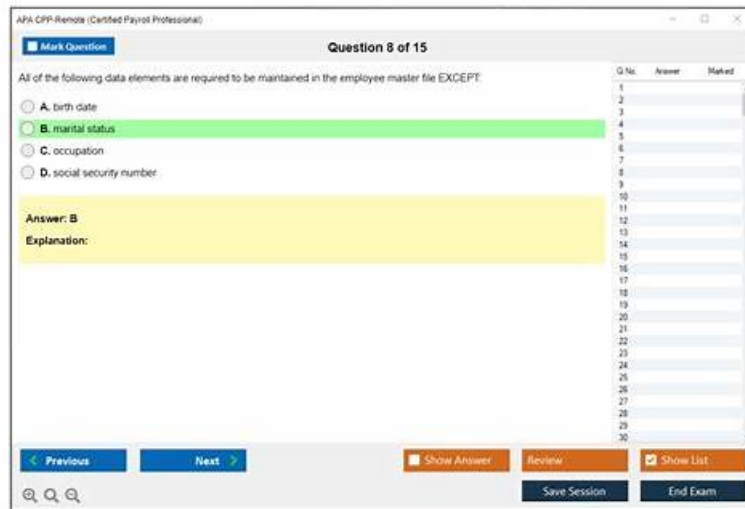 APA CPP-Remote (Certified Payroll Professional)
Mark Question
Question 8 of 15
All of the following data elements are required to be maintained in the employee master file EXCEPT:
A. birth date
B. marital status
C. occupation
D. social security number
Answer: B
Explanation:
Q No. Answer Marked
1
2
3
4
5
6
7
8
9
10
11
12
13
14
15
16
17
18
19
20
21
22
23
24
25
26
27
28
29
30
Previous
Next
Show Answer
Review
Show List
Save Session
End Exam